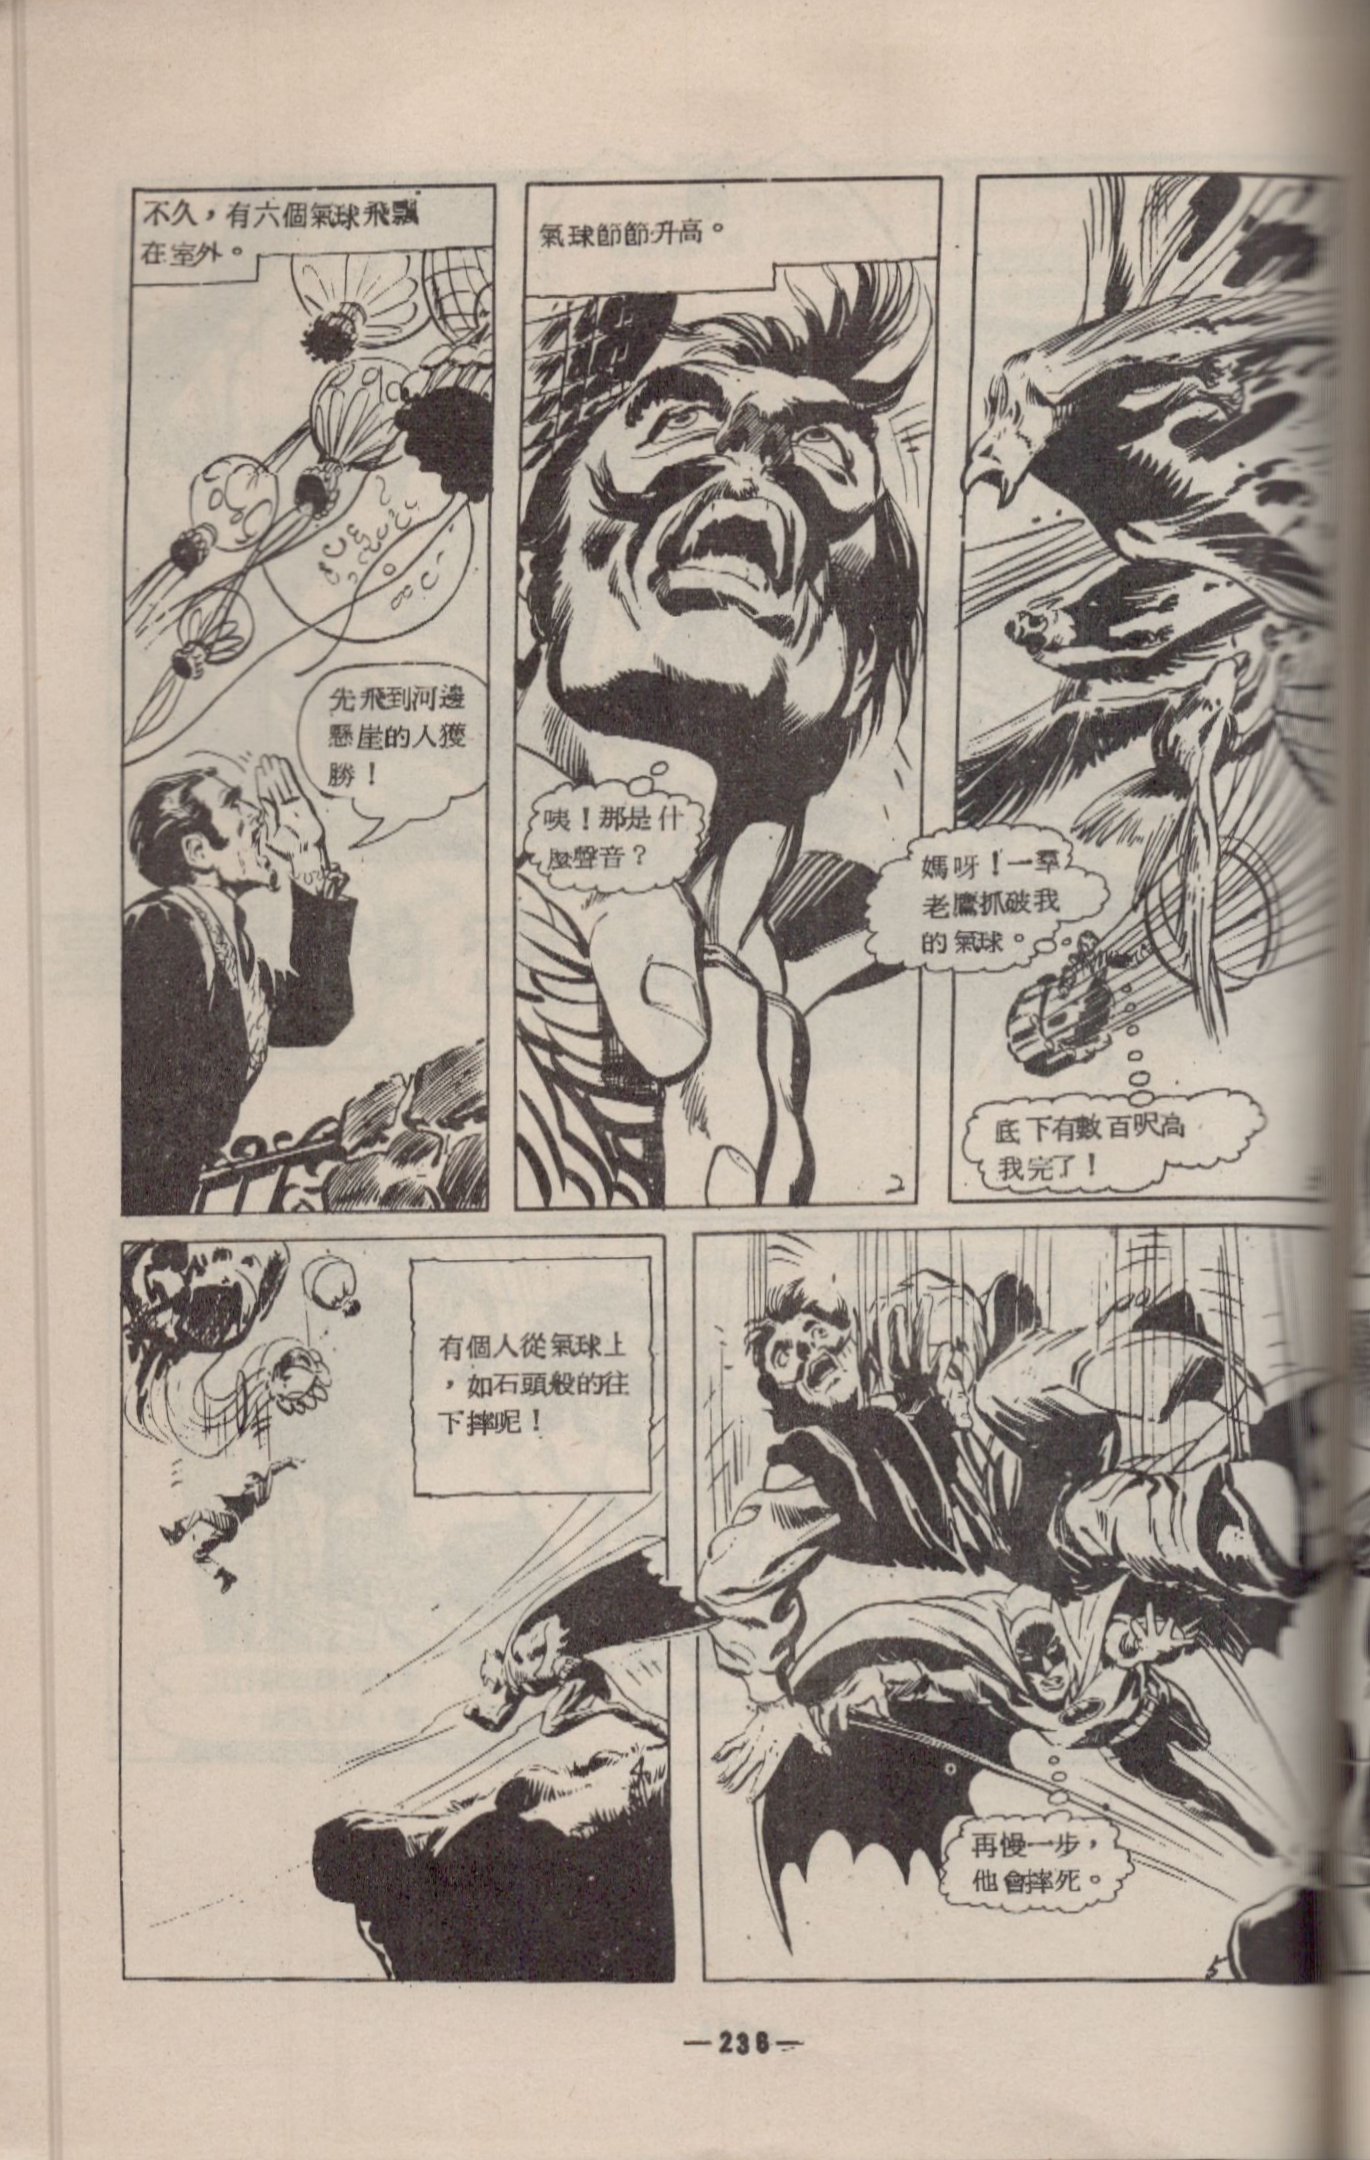 不久，有六個氣球飛飄
在室外。
先飛到河邊
懸崖的人獲
勝！
氣球節節升高。
咦！那是什
麼聲音？
2
媽呀！一羣
老鷹抓破我
的氣球。
底下有數百呎高
我完了！
有個人從氣球上
，如石頭般的往
下摔呢！
4
再慢一步，
他會摔死。
5
—236—